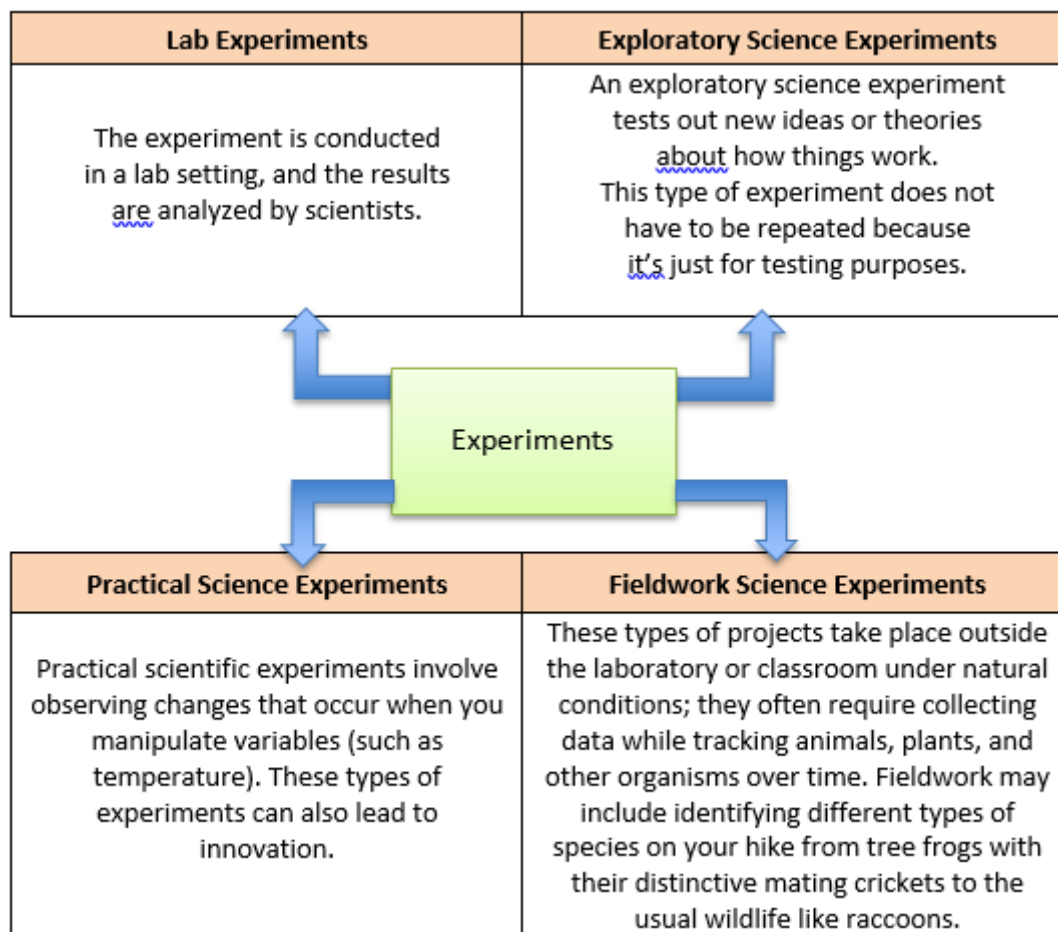 Lab Experiments
The experiment is conducted
in a lab setting, and the results
are analyzed by scientists.
Exploratory Science Experiments
An exploratory science experiment
tests out new ideas or theories
about how things work.
This type of experiment does not
have to be repeated because
it’s just for testing purposes.
Experiments
Practical Science Experiments
Practical scientific experiments involve
observing changes that occur when you
manipulate variables (such as
temperature). These types of
experiments can also lead to
innovation.
Fieldwork Science Experiments
These types of projects take place outside
the laboratory or classroom under natural
conditions; they often require collecting
data while tracking animals, plants, and
other organisms over time. Fieldwork may
include identifying different types of
species on your hike from tree frogs with
their distinctive mating crickets to the
usual wildlife like raccoons.